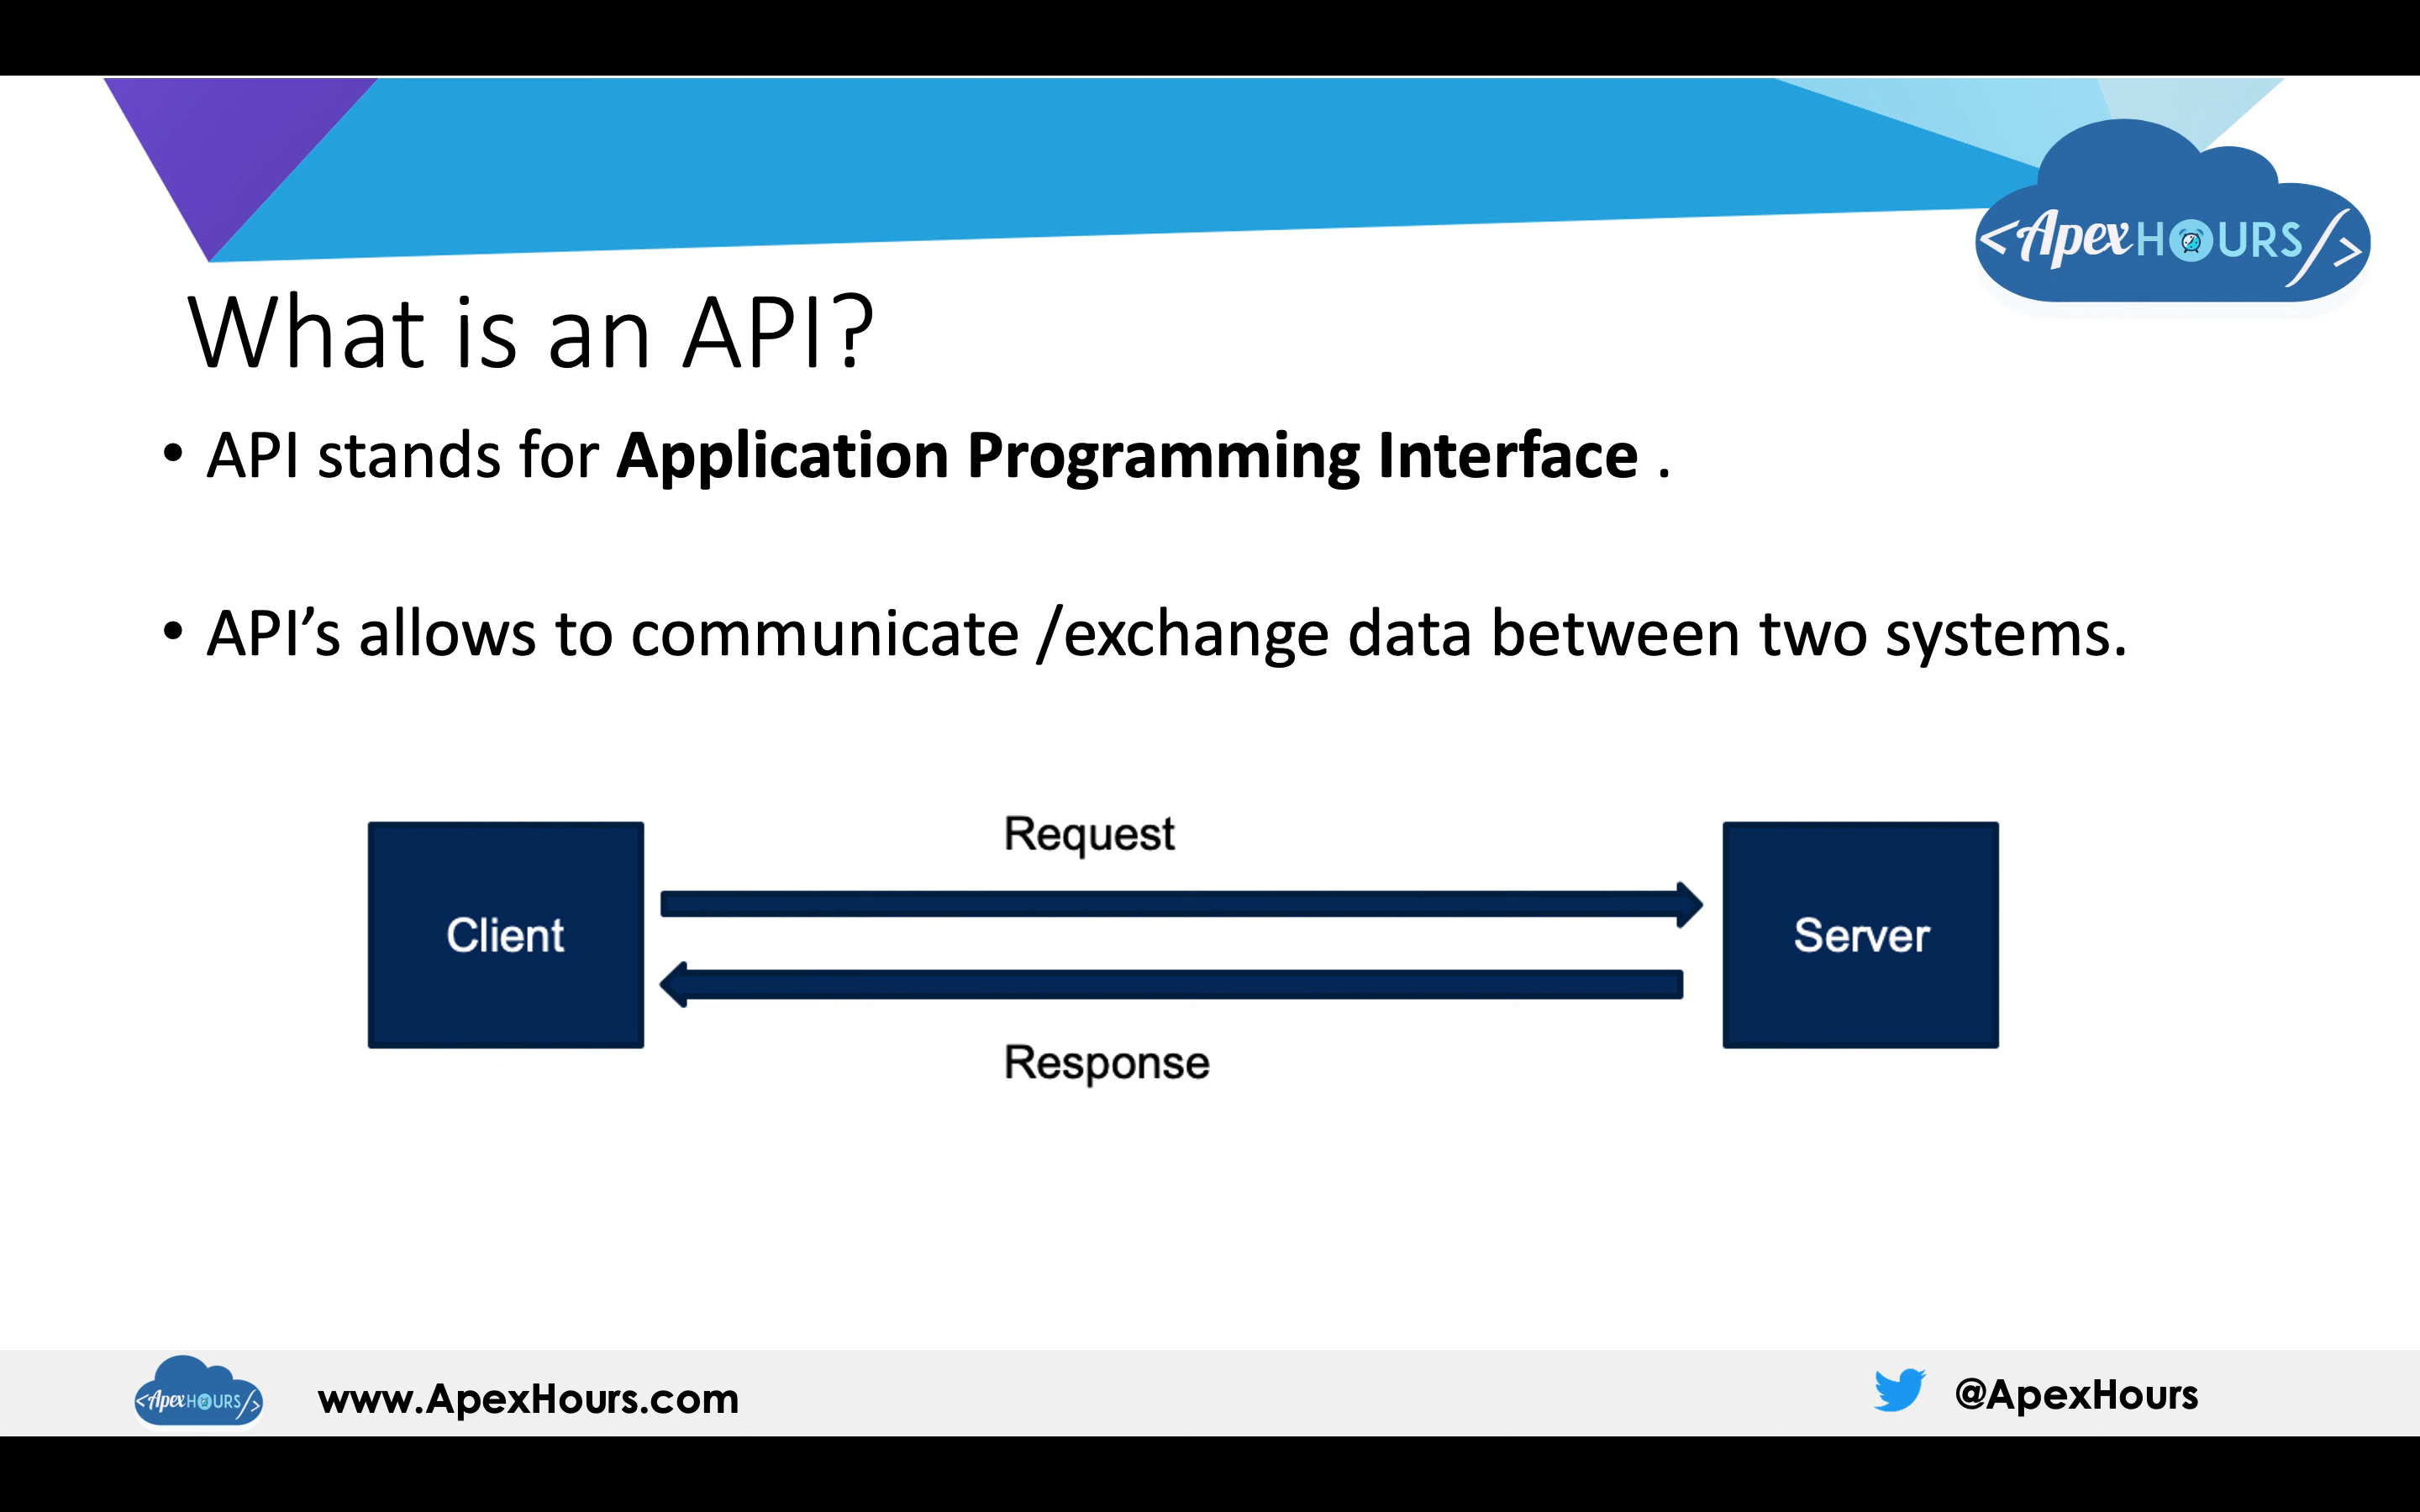 <ApexHOURS/>
What is an API?
• API stands for Application Programming Interface .
• API’s allows to communicate /exchange data between two systems.
Request
Client
Server
Response
<ApexHOURS/>
www.ApexHours.com
@ApexHours